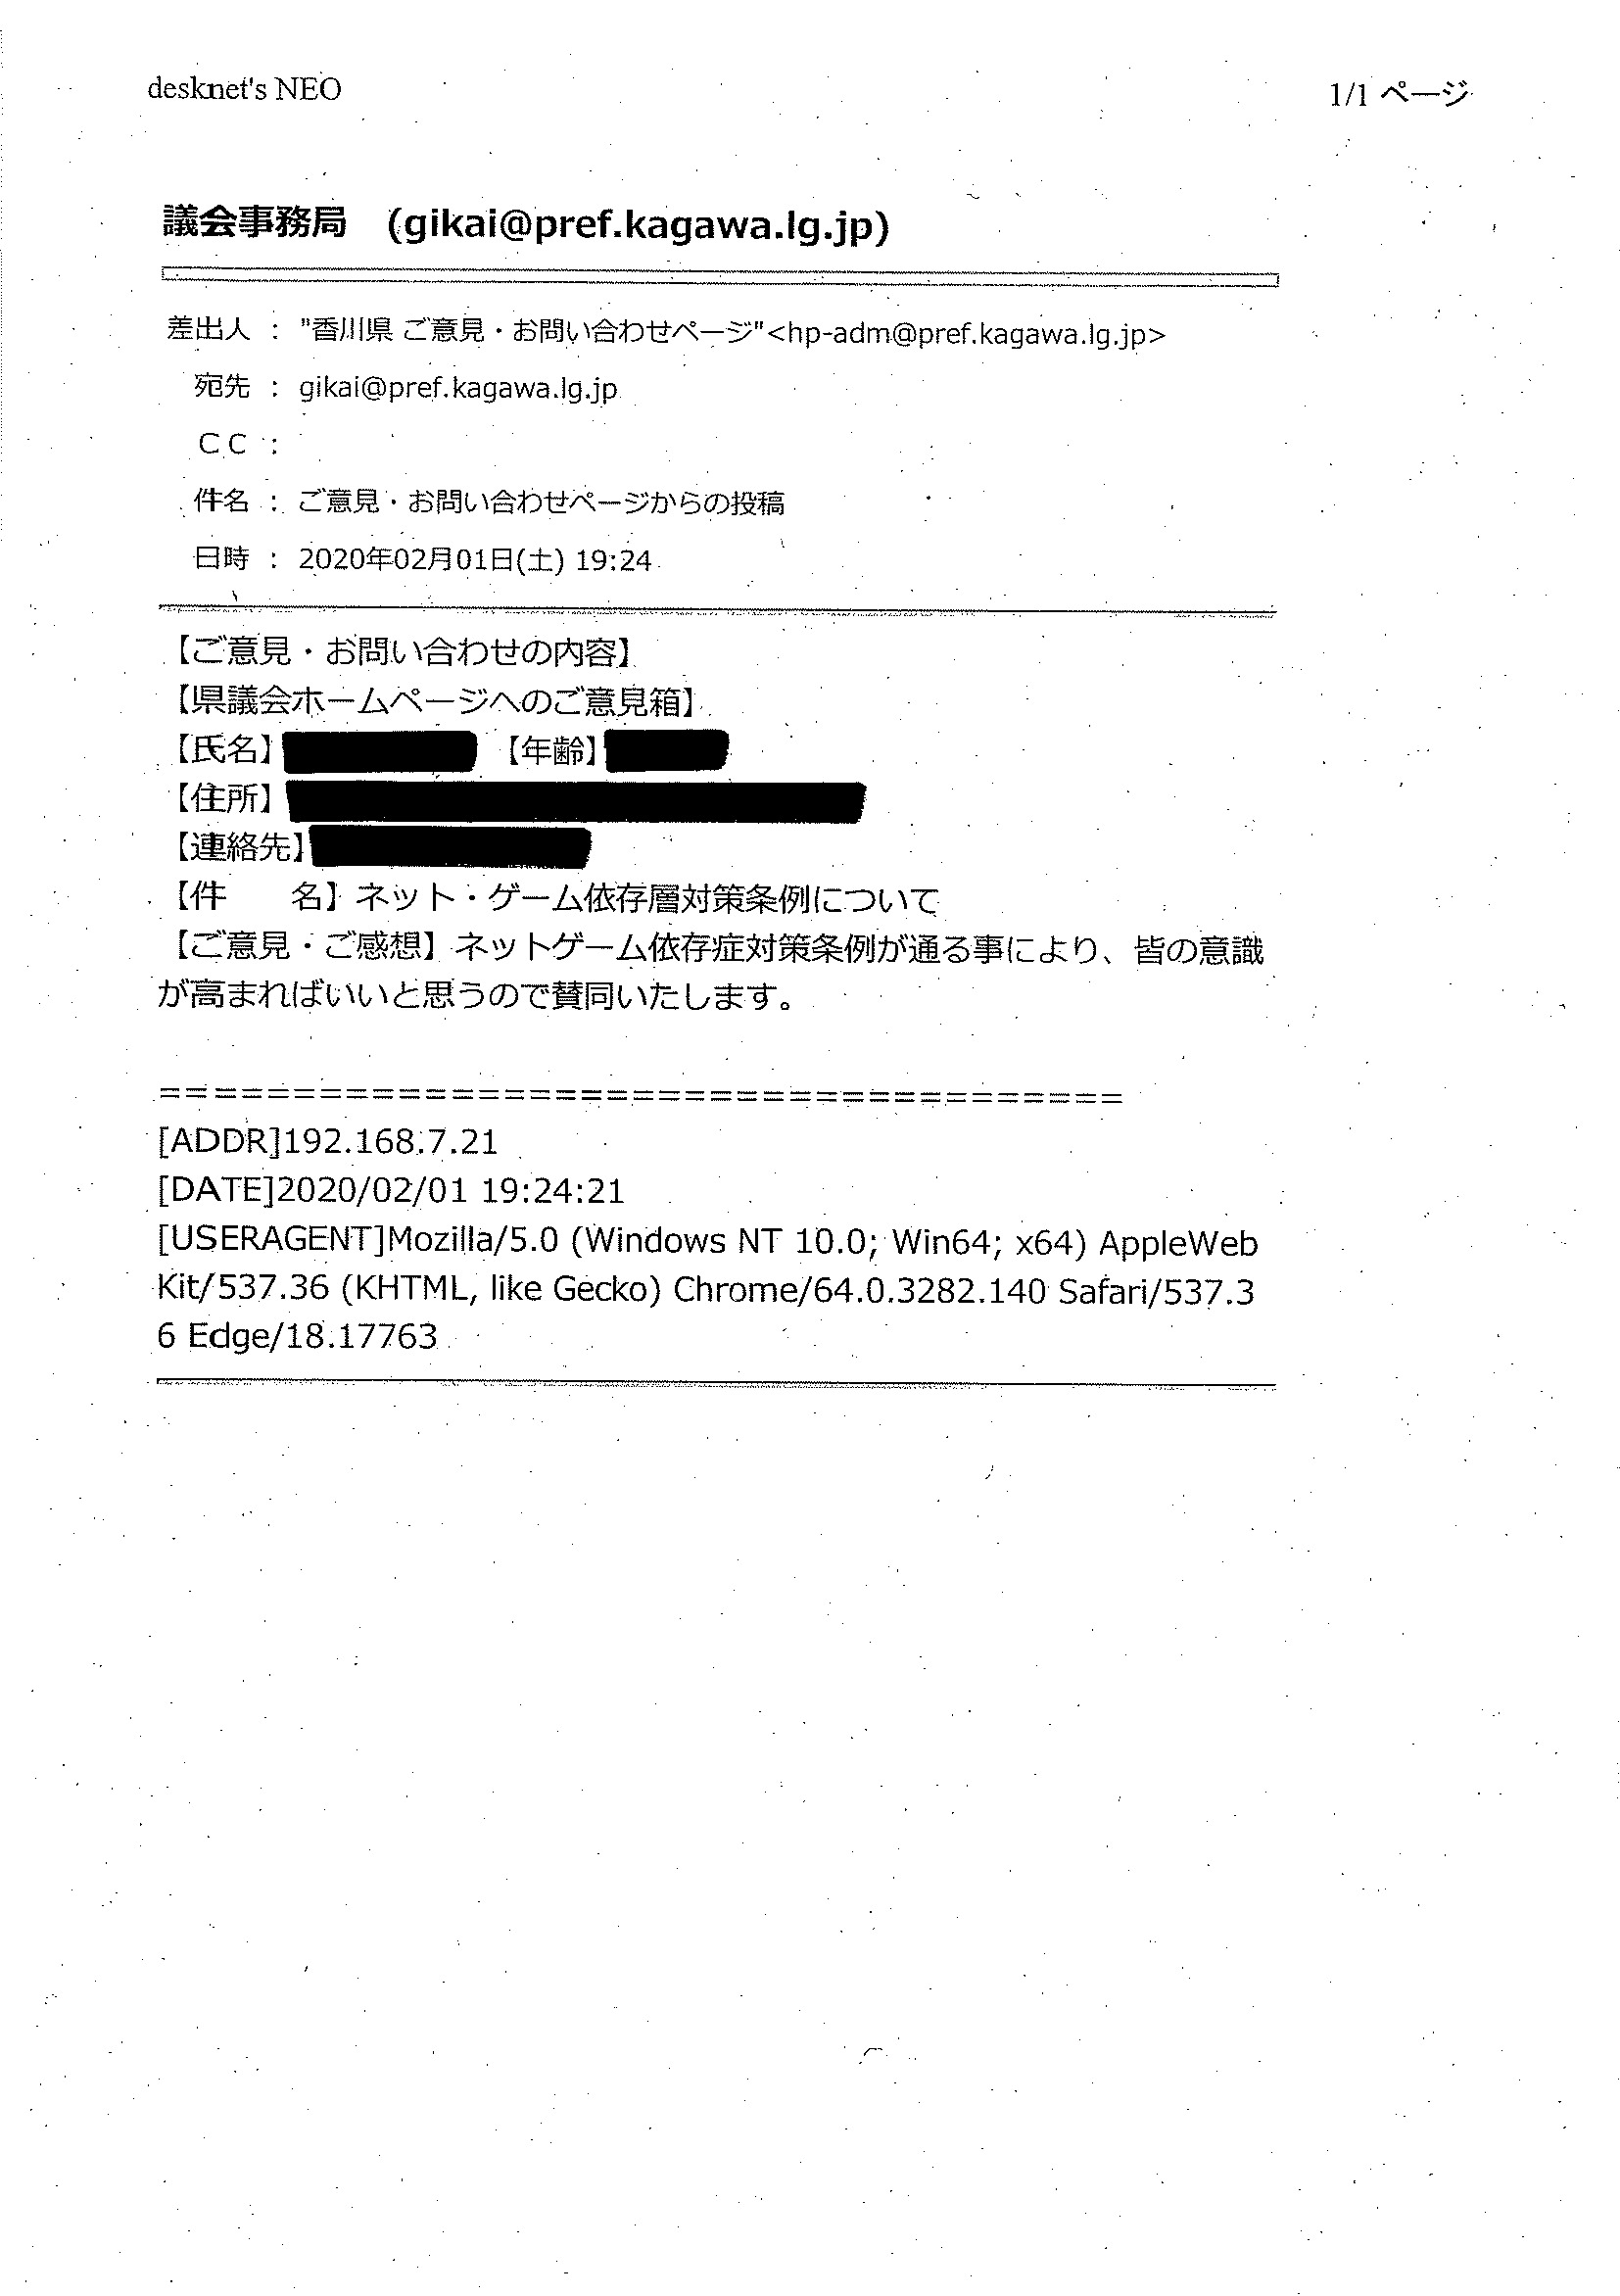 desknet's NEO
1/1 ページ
議会事務局 (gikai@pref.kagawa.lg.jp)
差出人 : "香川県 ご意見・お問い合わせページ"<hp-adm@pref.kagawa.lg.jp>
宛先 : gikai@pref.kagawa.lg.jp
CC :
件名 : ご意見・お問い合わせページからの投稿
日時 : 2020年02月01日(土) 19:24
【ご意見・お問い合わせの内容】
【県議会ホームページへのご意見箱】
【氏名】 【年齢】
【住所】
【連絡先】
【件　　名】ネット・ゲーム依存層対策条例について
【ご意見・ご感想】ネットゲーム依存症対策条例が通る事により、皆の意識
が高まればいいと思うので賛同いたします。
=====================================
[ADDR]192.168.7.21
[DATE]2020/02/01 19:24:21
[USERAGENT]Mozilla/5.0 (Windows NT 10.0; Win64; x64) AppleWeb
Kit/537.36 (KHTML, like Gecko) Chrome/64.0.3282.140 Safari/537.3
6 Edge/18.17763